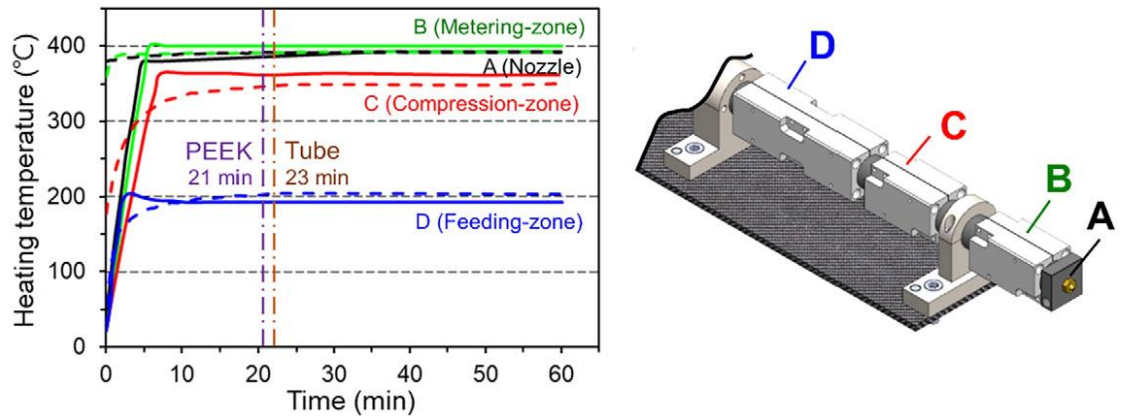 Heating temperature (℃)
400
300
200
100
0
B (Metering-zone)
A (Nozzle)
C (Compression-zone)
PEEK
21 min
Tube
23 min
D (Feeding-zone)
0
10
20
30
40
50
60
Time (min)
D
C
B
A